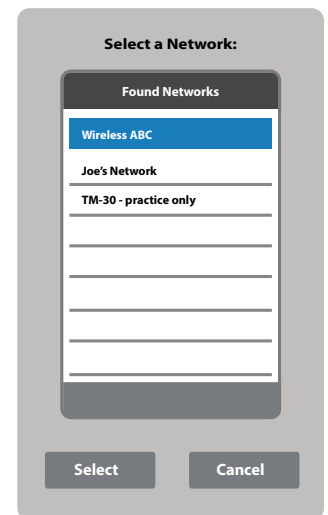 Select a Network:
Found Networks
Wireless ABC
Joe's Network
TM-30 - practice only
Select Cancel